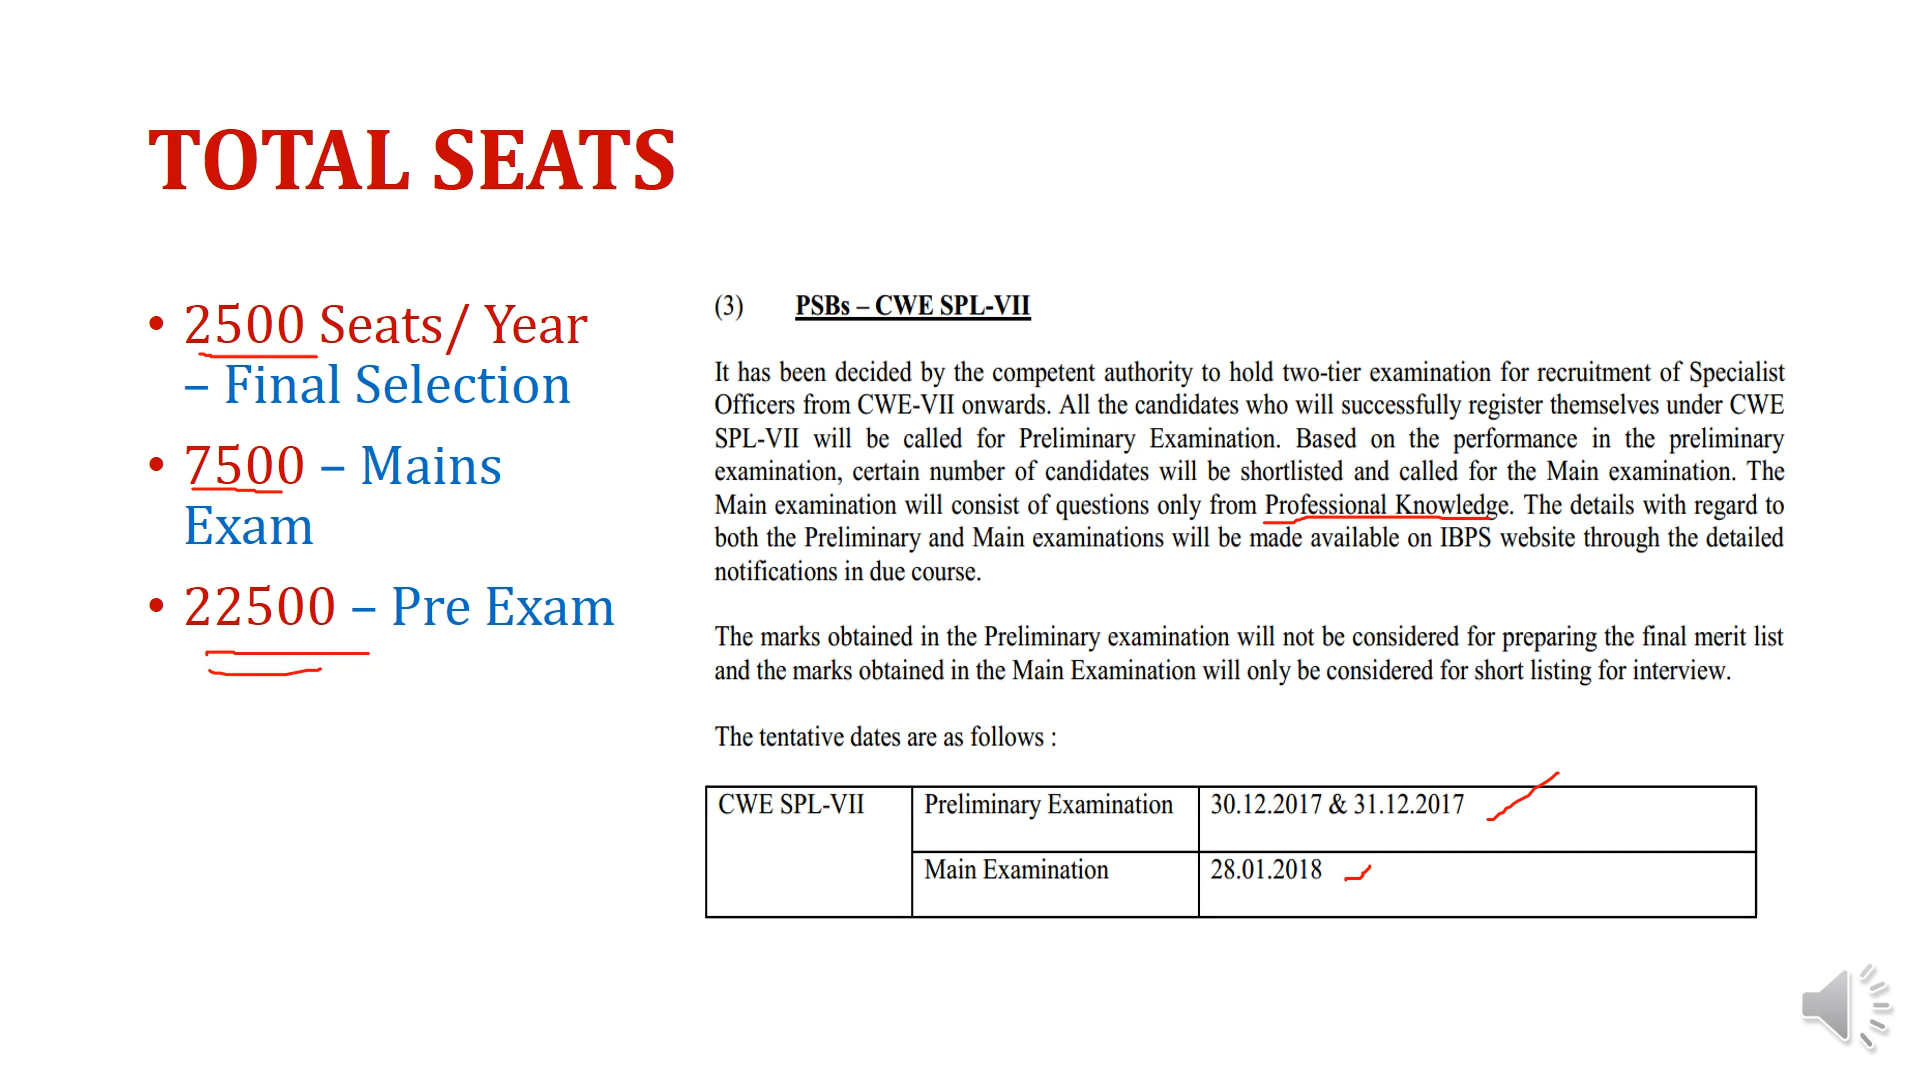 TOTAL SEATS
• 2500 Seats/ Year
– Final Selection
• 7500 – Mains
Exam
• 22500 – Pre Exam
(3) PSBs – CWE SPL-VII
It has been decided by the competent authority to hold two-tier examination for recruitment of Specialist
Officers from CWE-VII onwards. All the candidates who will successfully register themselves under CWE
SPL-VII will be called for Preliminary Examination. Based on the performance in the preliminary
examination, certain number of candidates will be shortlisted and called for the Main examination. The
Main examination will consist of questions only from Professional Knowledge. The details with regard to
both the Preliminary and Main examinations will be made available on IBPS website through the detailed
notifications in due course.
The marks obtained in the Preliminary examination will not be considered for preparing the final merit list
and the marks obtained in the Main Examination will only be considered for short listing for interview.
The tentative dates are as follows :
CWE SPL-VII Preliminary Examination 30.12.2017 & 31.12.2017
Main Examination 28.01.2018